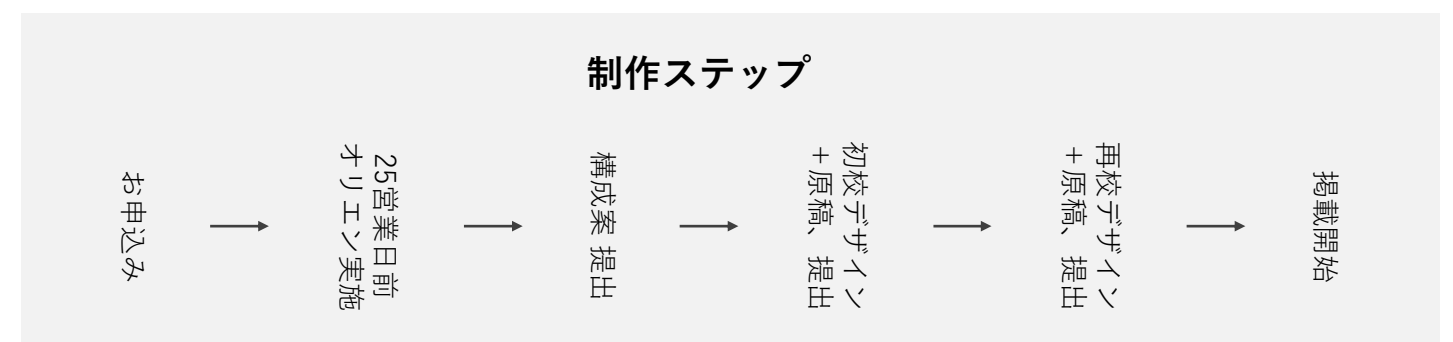 制作ステップ
お申込み
25営業日前
オリエン実施
構成案 提出
初校デザイン
+原稿、提出
再校デザイン
+原稿、提出
掲載開始